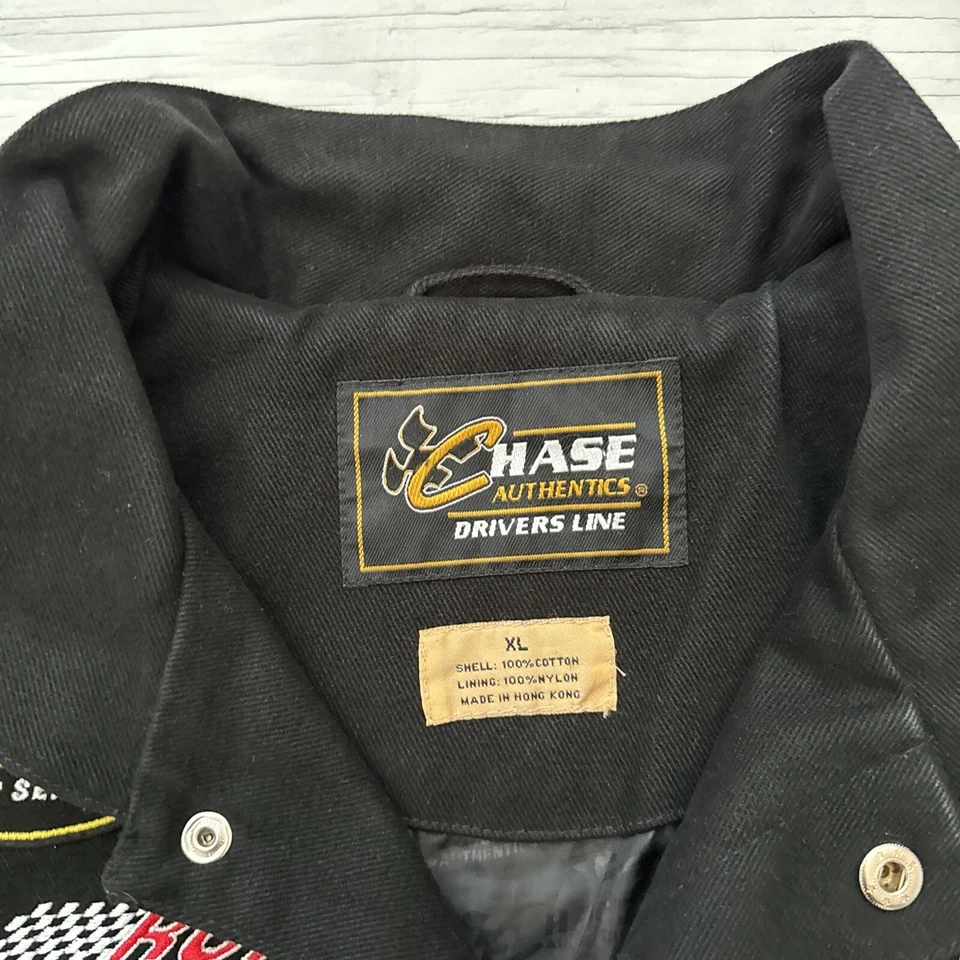 CHASE
AUTHENTICS®
DRIVERS LINE
XL
SHELL: 100% COTTON
LINING: 100% NYLON
MADE IN HONG KONG